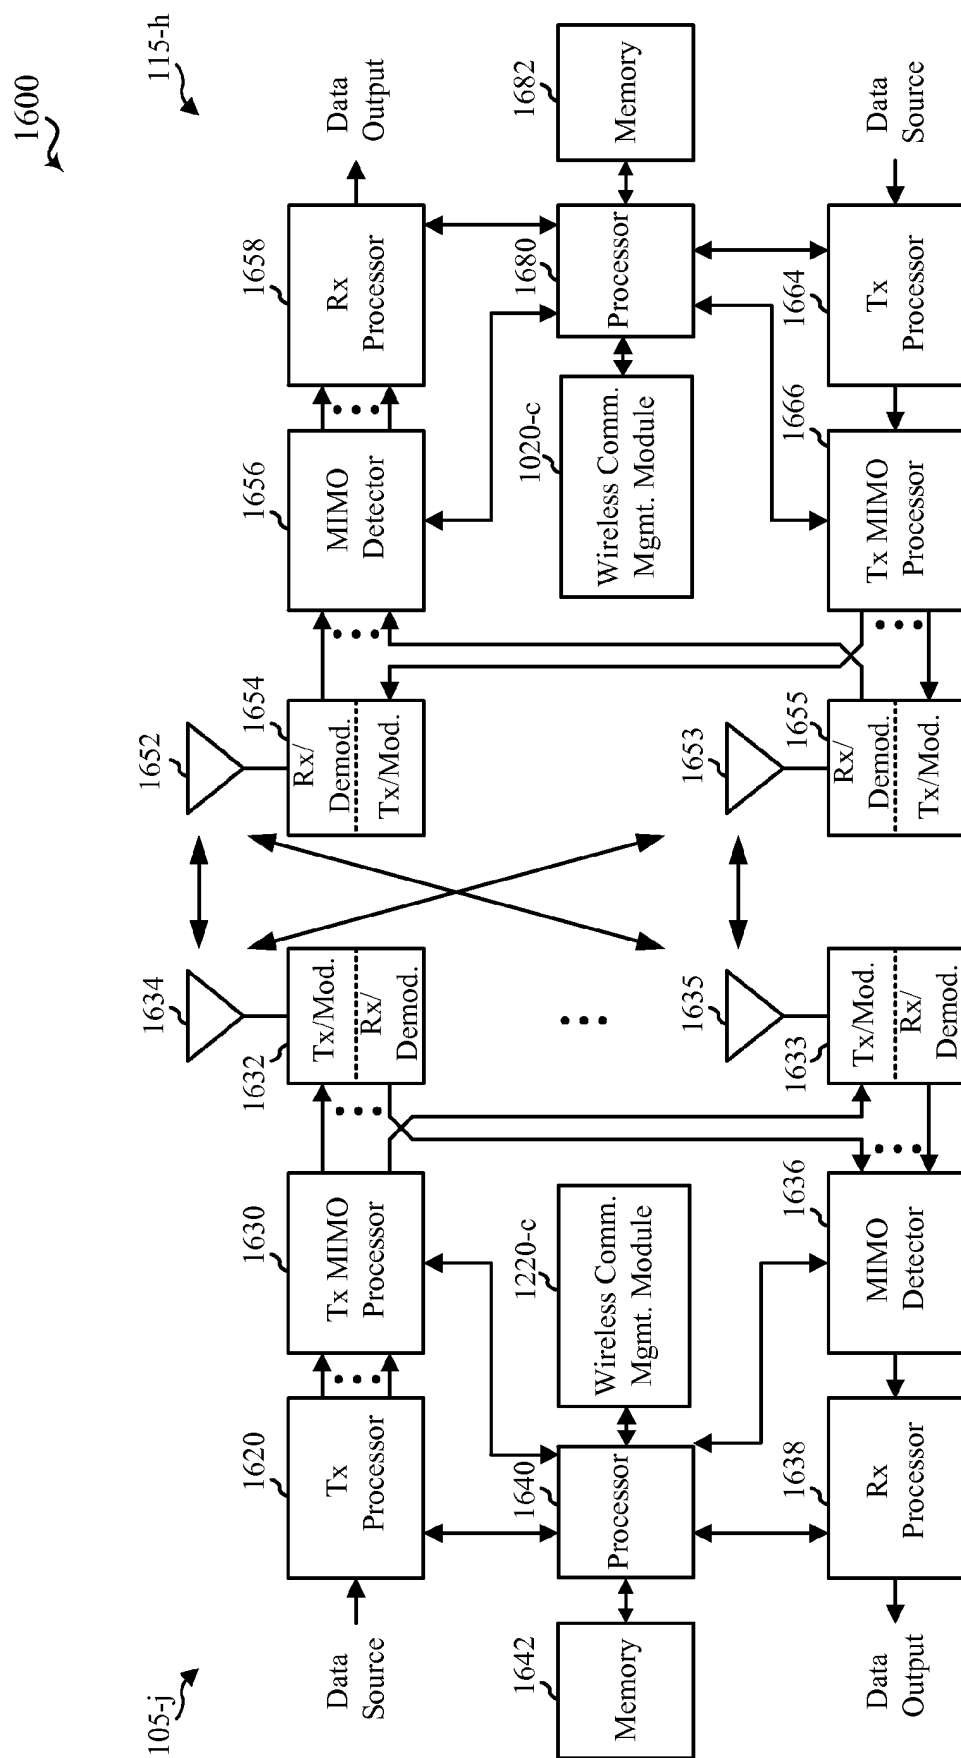 1600
105-j
115-h
Data
Source
1620
Tx
Processor
1630
Tx MIMO
Processor
1632
Tx/Mod.
Rx/
Demod.
1634
1652
1654
Rx/
Demod.
Tx/Mod.
1656
MIMO
Detector
1658
Rx
Processor
Data
Output
1642
Memory
1640
Processor
1220-c
Wireless Comm.
Mgmt. Module
1020-c
Wireless Comm.
Mgmt. Module
1680
Processor
1682
Memory
Data
Output
1638
Rx
Processor
1636
MIMO
Detector
1633
Tx/Mod.
Rx/
Demod.
1635
1653
1655
Rx/
Demod.
Tx/Mod.
1666
Tx MIMO
Processor
1664
Tx
Processor
Data
Source